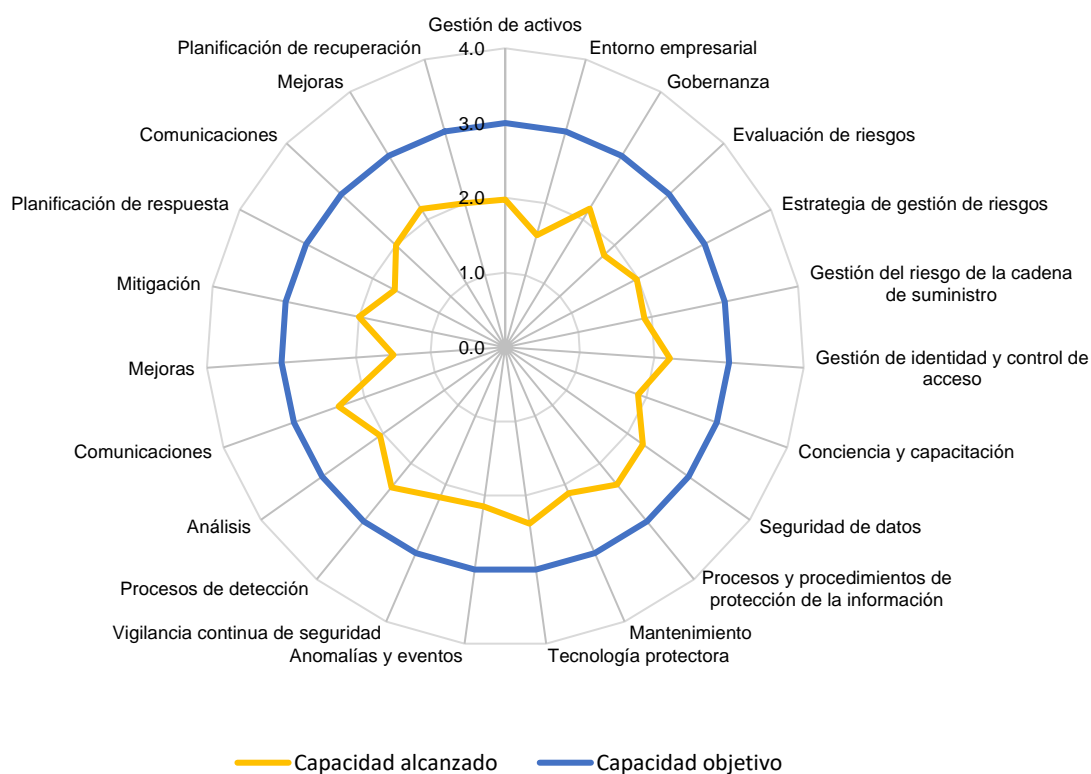 Gestión de activos
Planificación de recuperación
4.0
Entorno empresarial
Mejoras
Gobernanza
Comunicaciones
3.0
Evaluación de riesgos
Planificación de respuesta
2.0
Estrategia de gestión de riesgos
Mitigación
1.0
Gestión del riesgo de la cadena
de suministro
Mejoras
0.0
Gestión de identidad y control de
acceso
Comunicaciones
Conciencia y capacitación
Análisis
Seguridad de datos
Procesos de detección
Procesos y procedimientos de
protección de la información
Vigilancia continua de seguridad
Mantenimiento
Anomalías y eventos
Tecnología protectora
Capacidad alcanzado
Capacidad objetivo